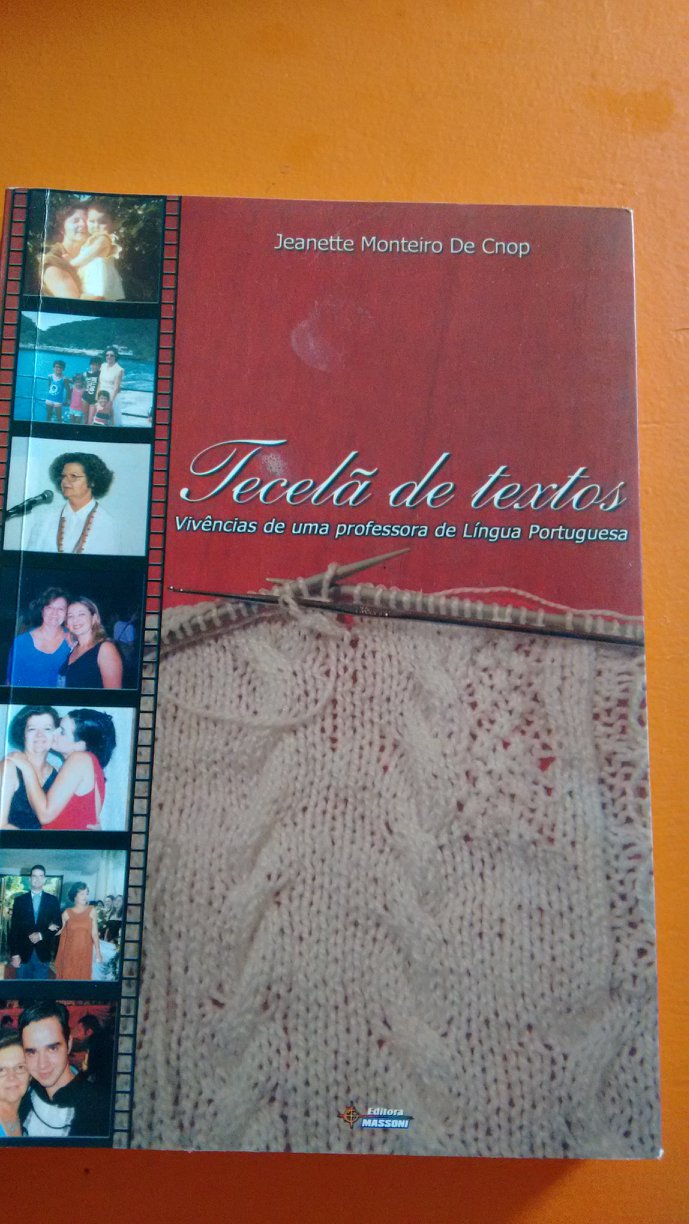 Jeanette Monteiro De Cnop
Tecelã de textos
Vivências de uma professora de Língua Portuguesa
Editora
MASSONI